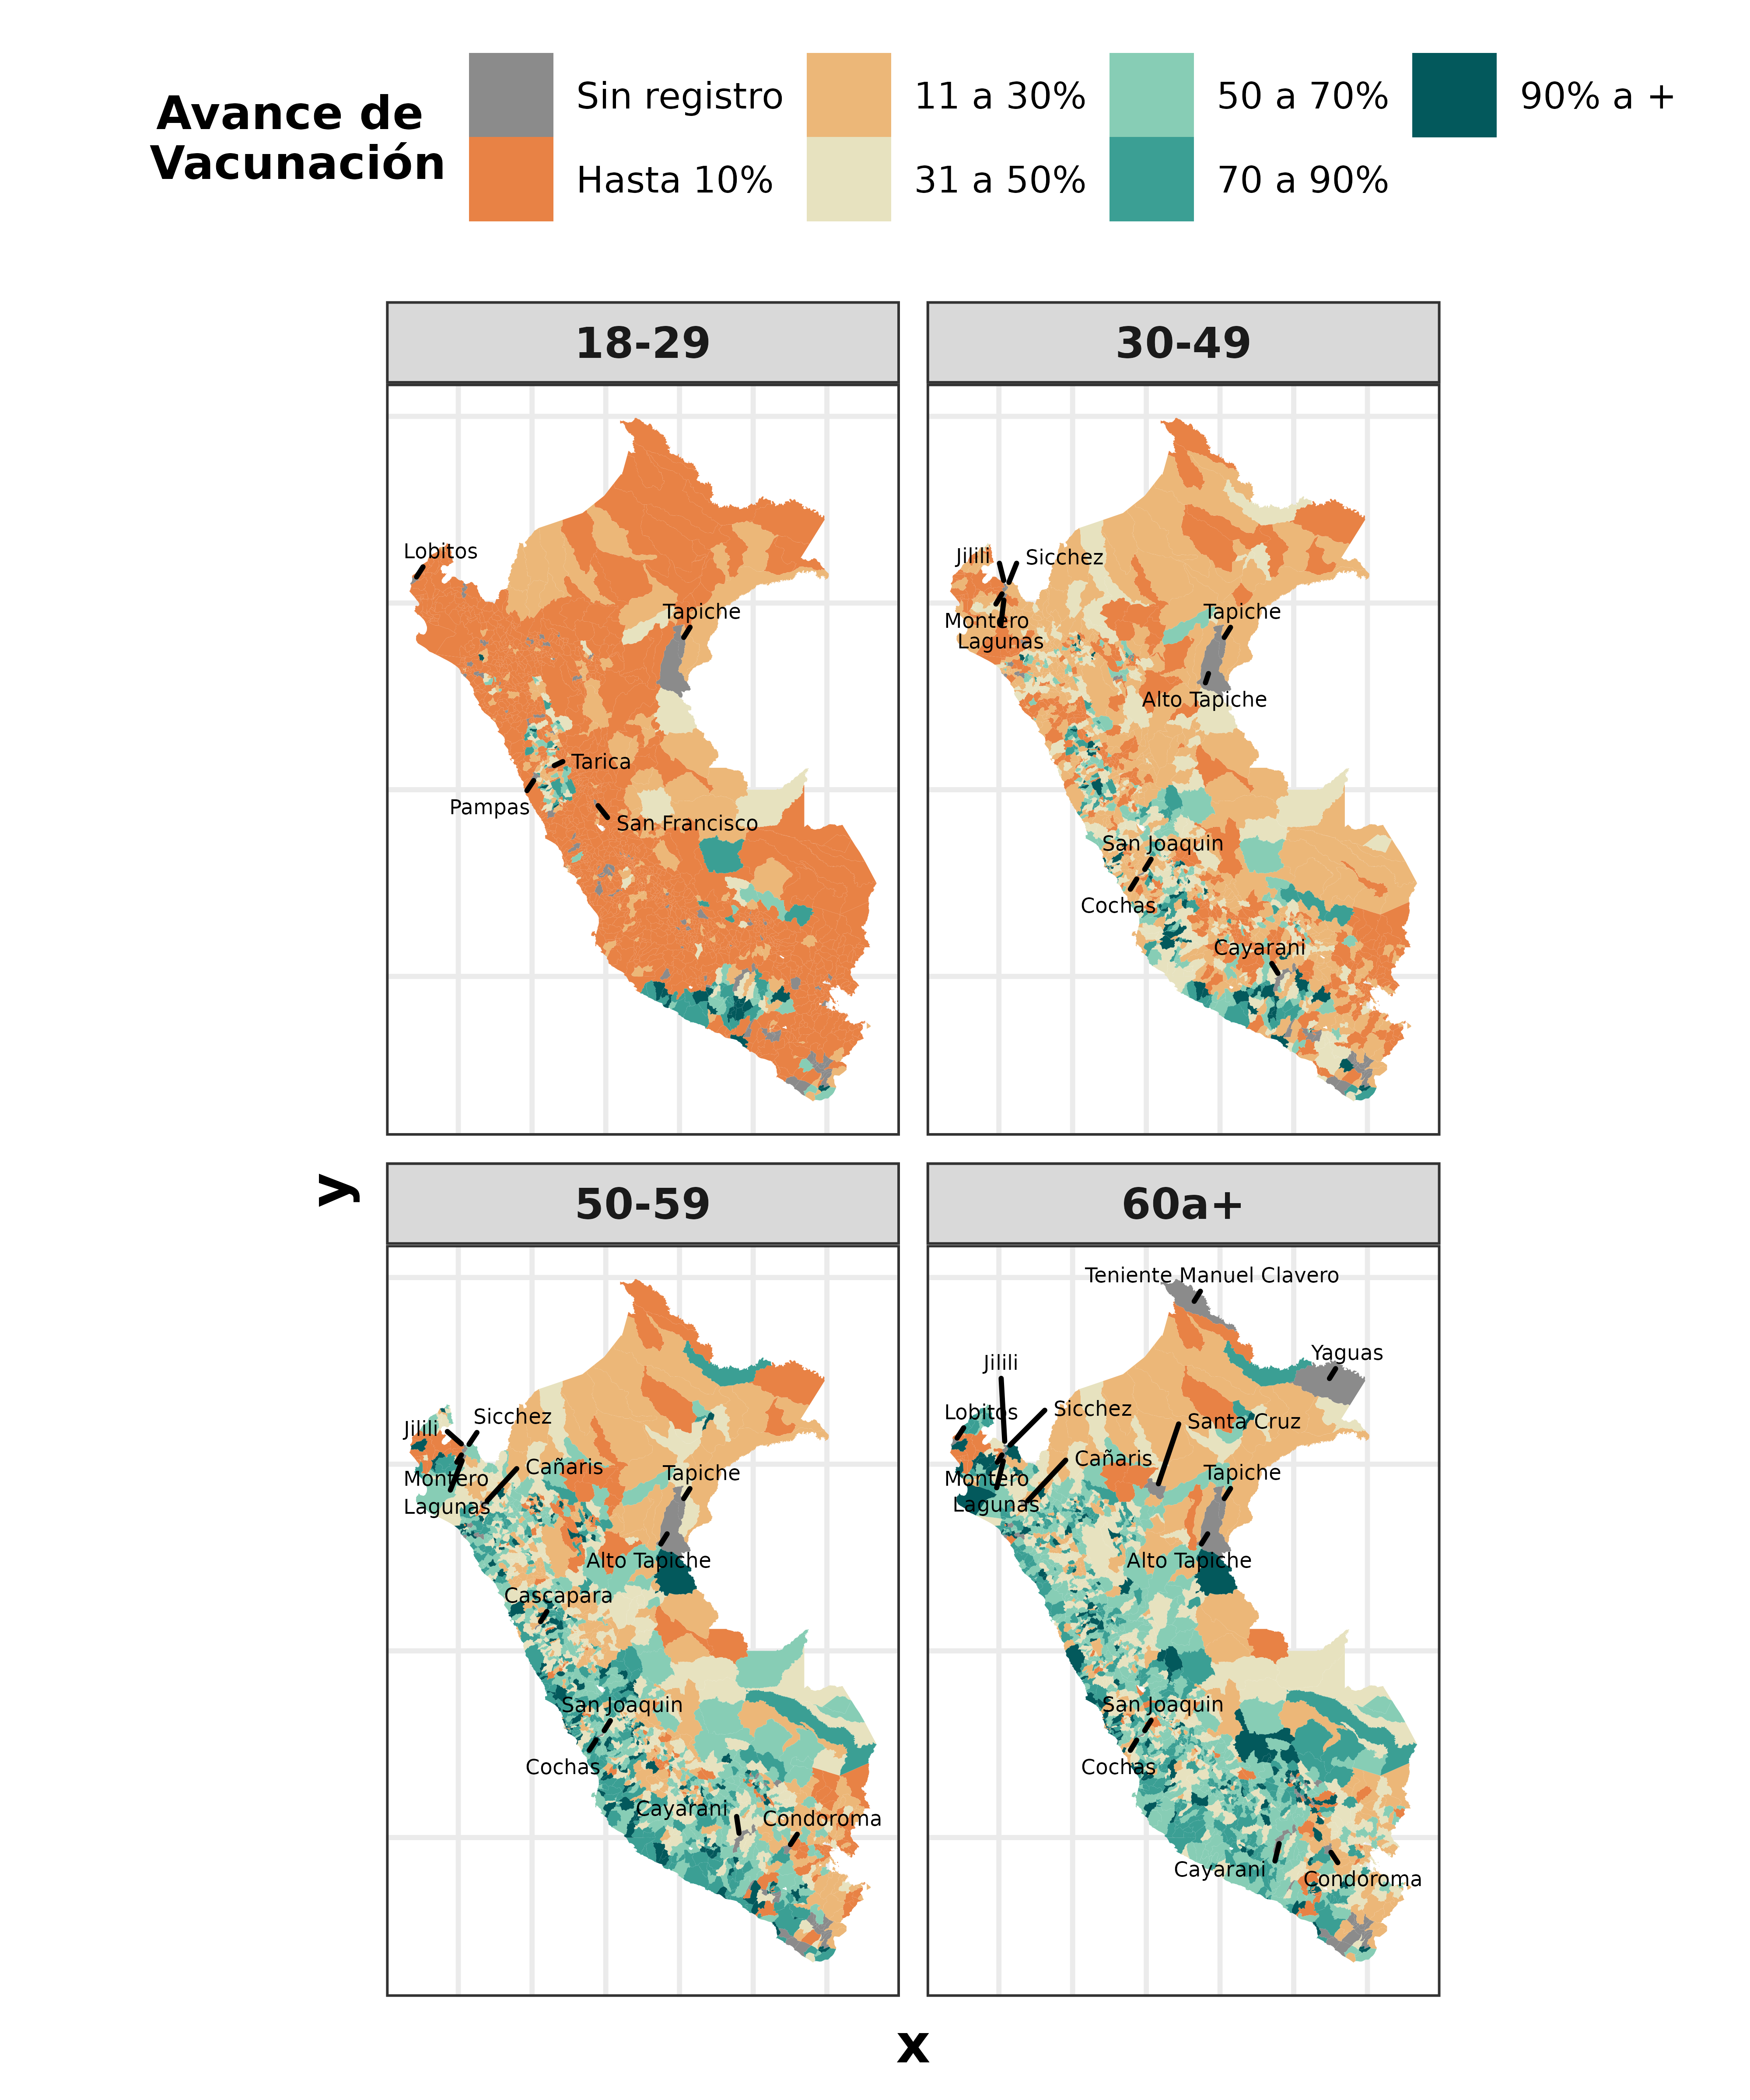 Avance de
Vacunación
Sin registro
Hasta 10%
11 a 30%
31 a 50%
50 a 70%
70 a 90%
90% a +
18-29
Lobitos
Tapiche
Tarica
Pampas
San Francisco
30-49
Jilili
Sicchez
Montero
Lagunas
Tapiche
Alto Tapiche
San Joaquin
Cochas
Cayarani
y
50-59
Sicchez
Jilili
Cañaris
Tapiche
Montero
Lagunas
Alto Tapiche
Cascapara
San Joaquin
Cochas
Cayarani
Condoroma
60a+
Teniente Manuel Clavero
Yaguas
Jilili
Sicchez
Lobitos
Santa Cruz
Cañaris
Tapiche
Montero
Lagunas
Alto Tapiche
San Joaquin
Cochas
Cayarani
Condoroma
x